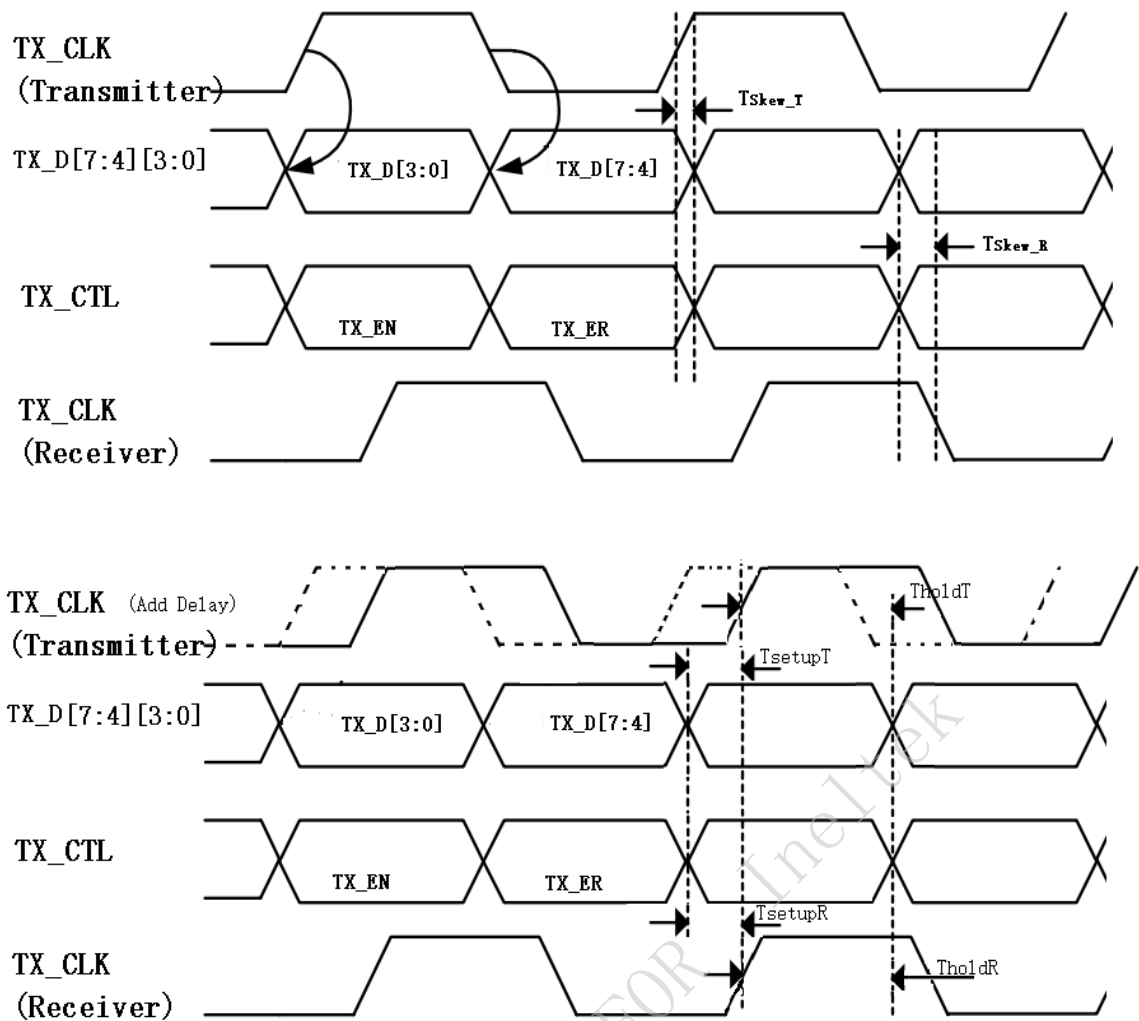 TX_CLK
(Transmitter)
Tskew_T
TX_D[7:4][3:0]
TX_D[3:0]
TX_D[7:4]
Tskew_R
TX_CTL
TX_EN
TX_ER
TX_CLK
(Receiver)
TX_CLK (Add Delay)
(Transmitter)
TholdT
TsetupT
TX_D[7:4][3:0]
TX_D[3:0]
TX_D[7:4]
TX_CTL
TX_EN
TX_ER
TsetupR
TX_CLK
(Receiver)
TholdR
FOR Ineltek